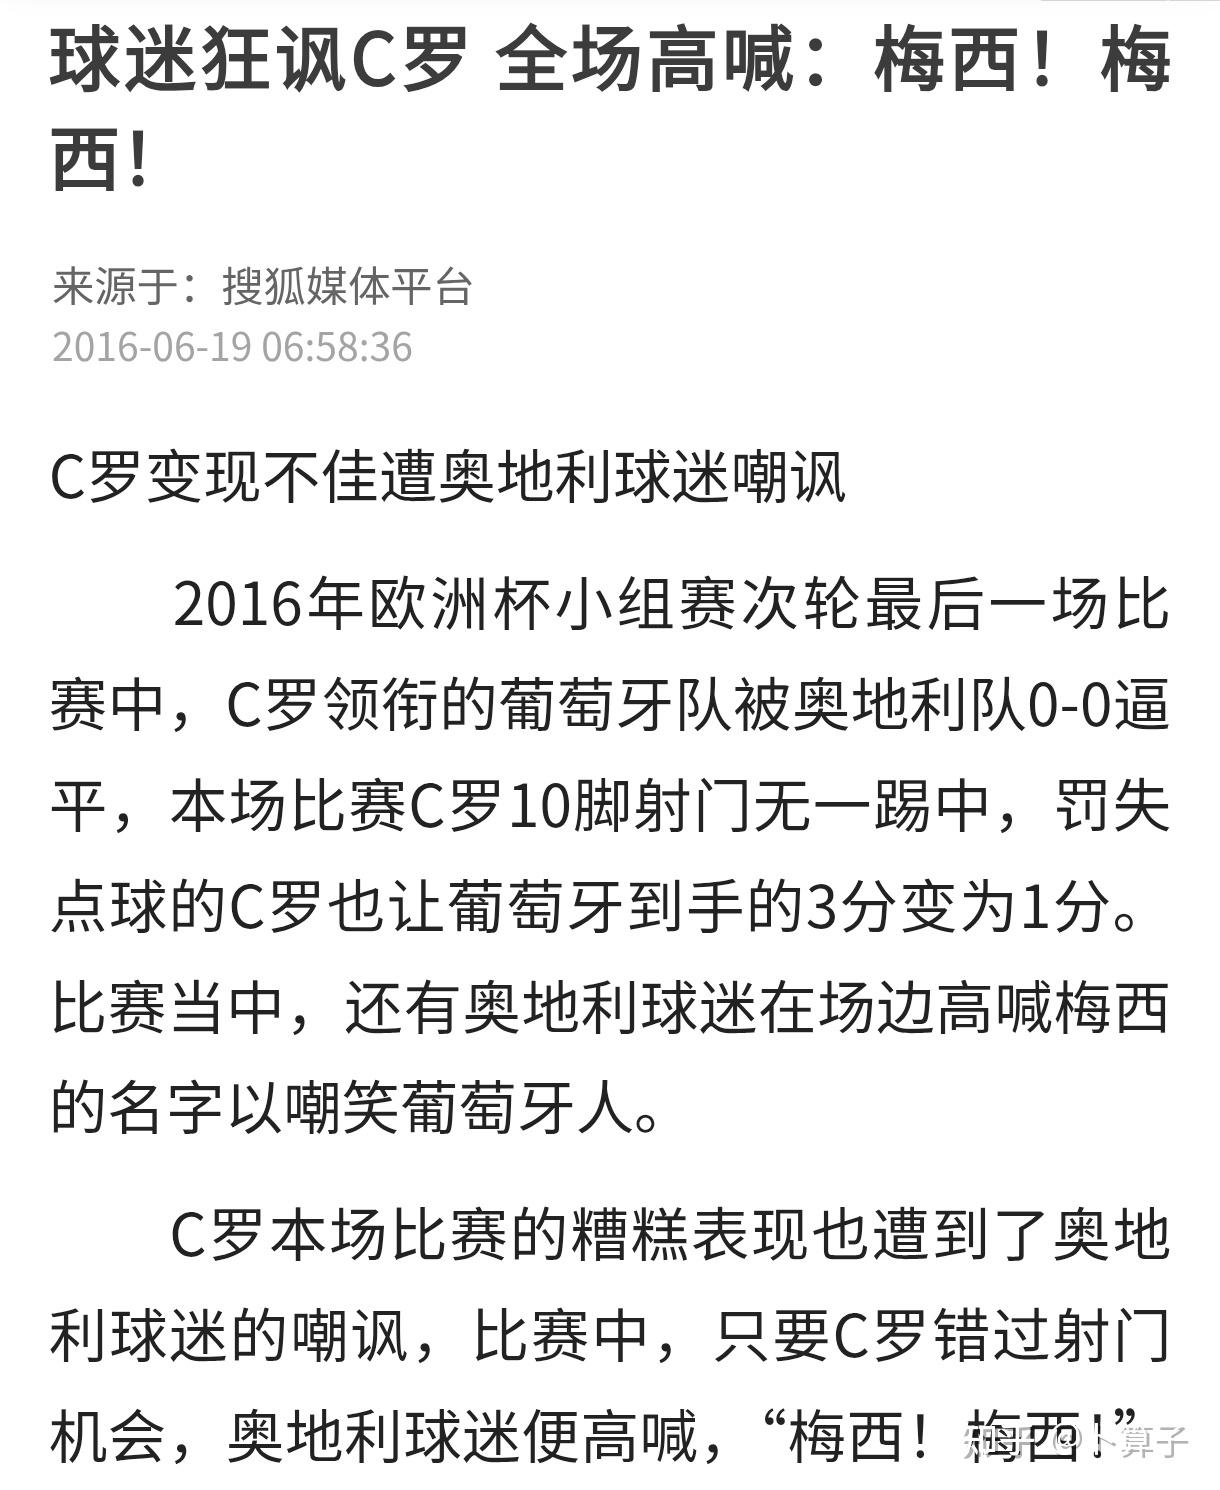 球迷狂讽C罗 全场高喊：梅西！梅
西！
来源于：搜狐媒体平台
2016-06-19 06:58:36
C罗变现不佳遭奥地利球迷嘲讽
2016年欧洲杯小组赛次轮最后一场比
赛中，C罗领衔的葡萄牙队被奥地利队0-0逼
平，本场比赛C罗10脚射门无一踢中，罚失
点球的C罗也让葡萄牙到手的3分变为1分。
比赛当中，还有奥地利球迷在场边高喊梅西
的名字以嘲笑葡萄牙人。
C罗本场比赛的糟糕表现也遭到了奥地
利球迷的嘲讽，比赛中，只要C罗错过射门
机会，奥地利球迷便高喊，“梅西！梅西！”
知乎 @卜算子